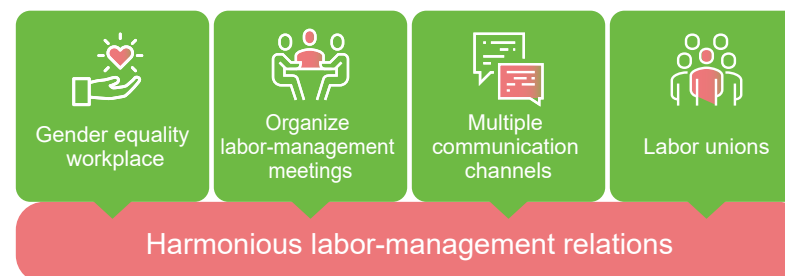 Gender equality
workplace
Organize
labor-management
meetings
Multiple
communication
channels
Labor unions
Harmonious labor-management relations